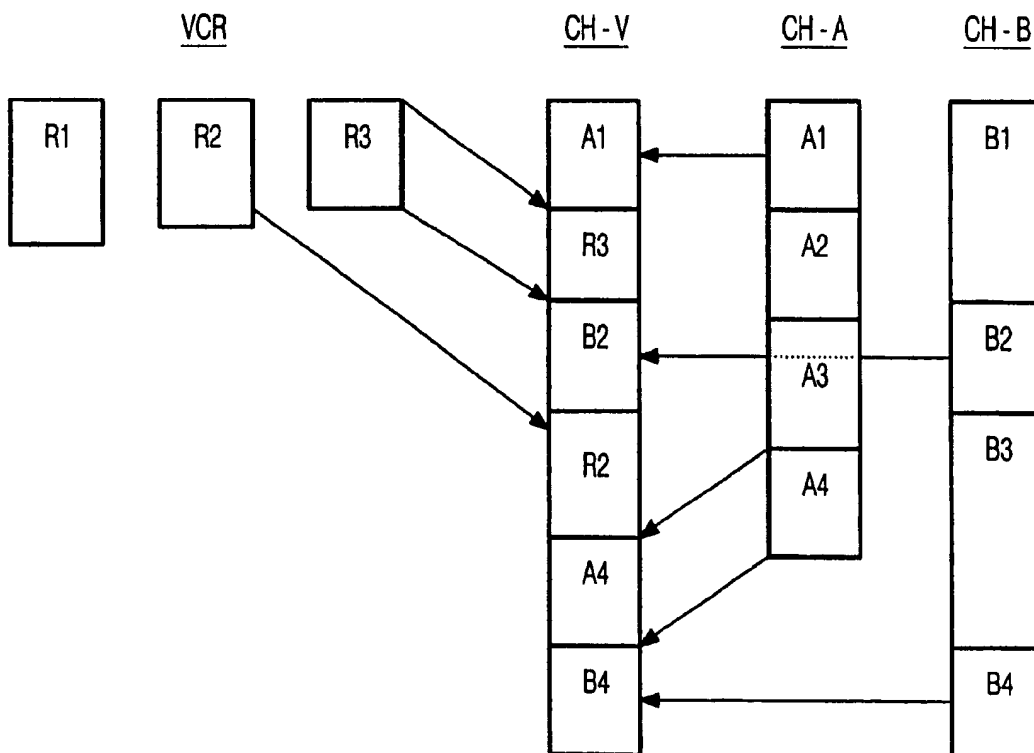 VCR CH - V CH - A CH - B
R1 R2 R3 A1 A1 B1
R3 A2
B2 A3 B2
R2 A4 B3
A4
B4 B4